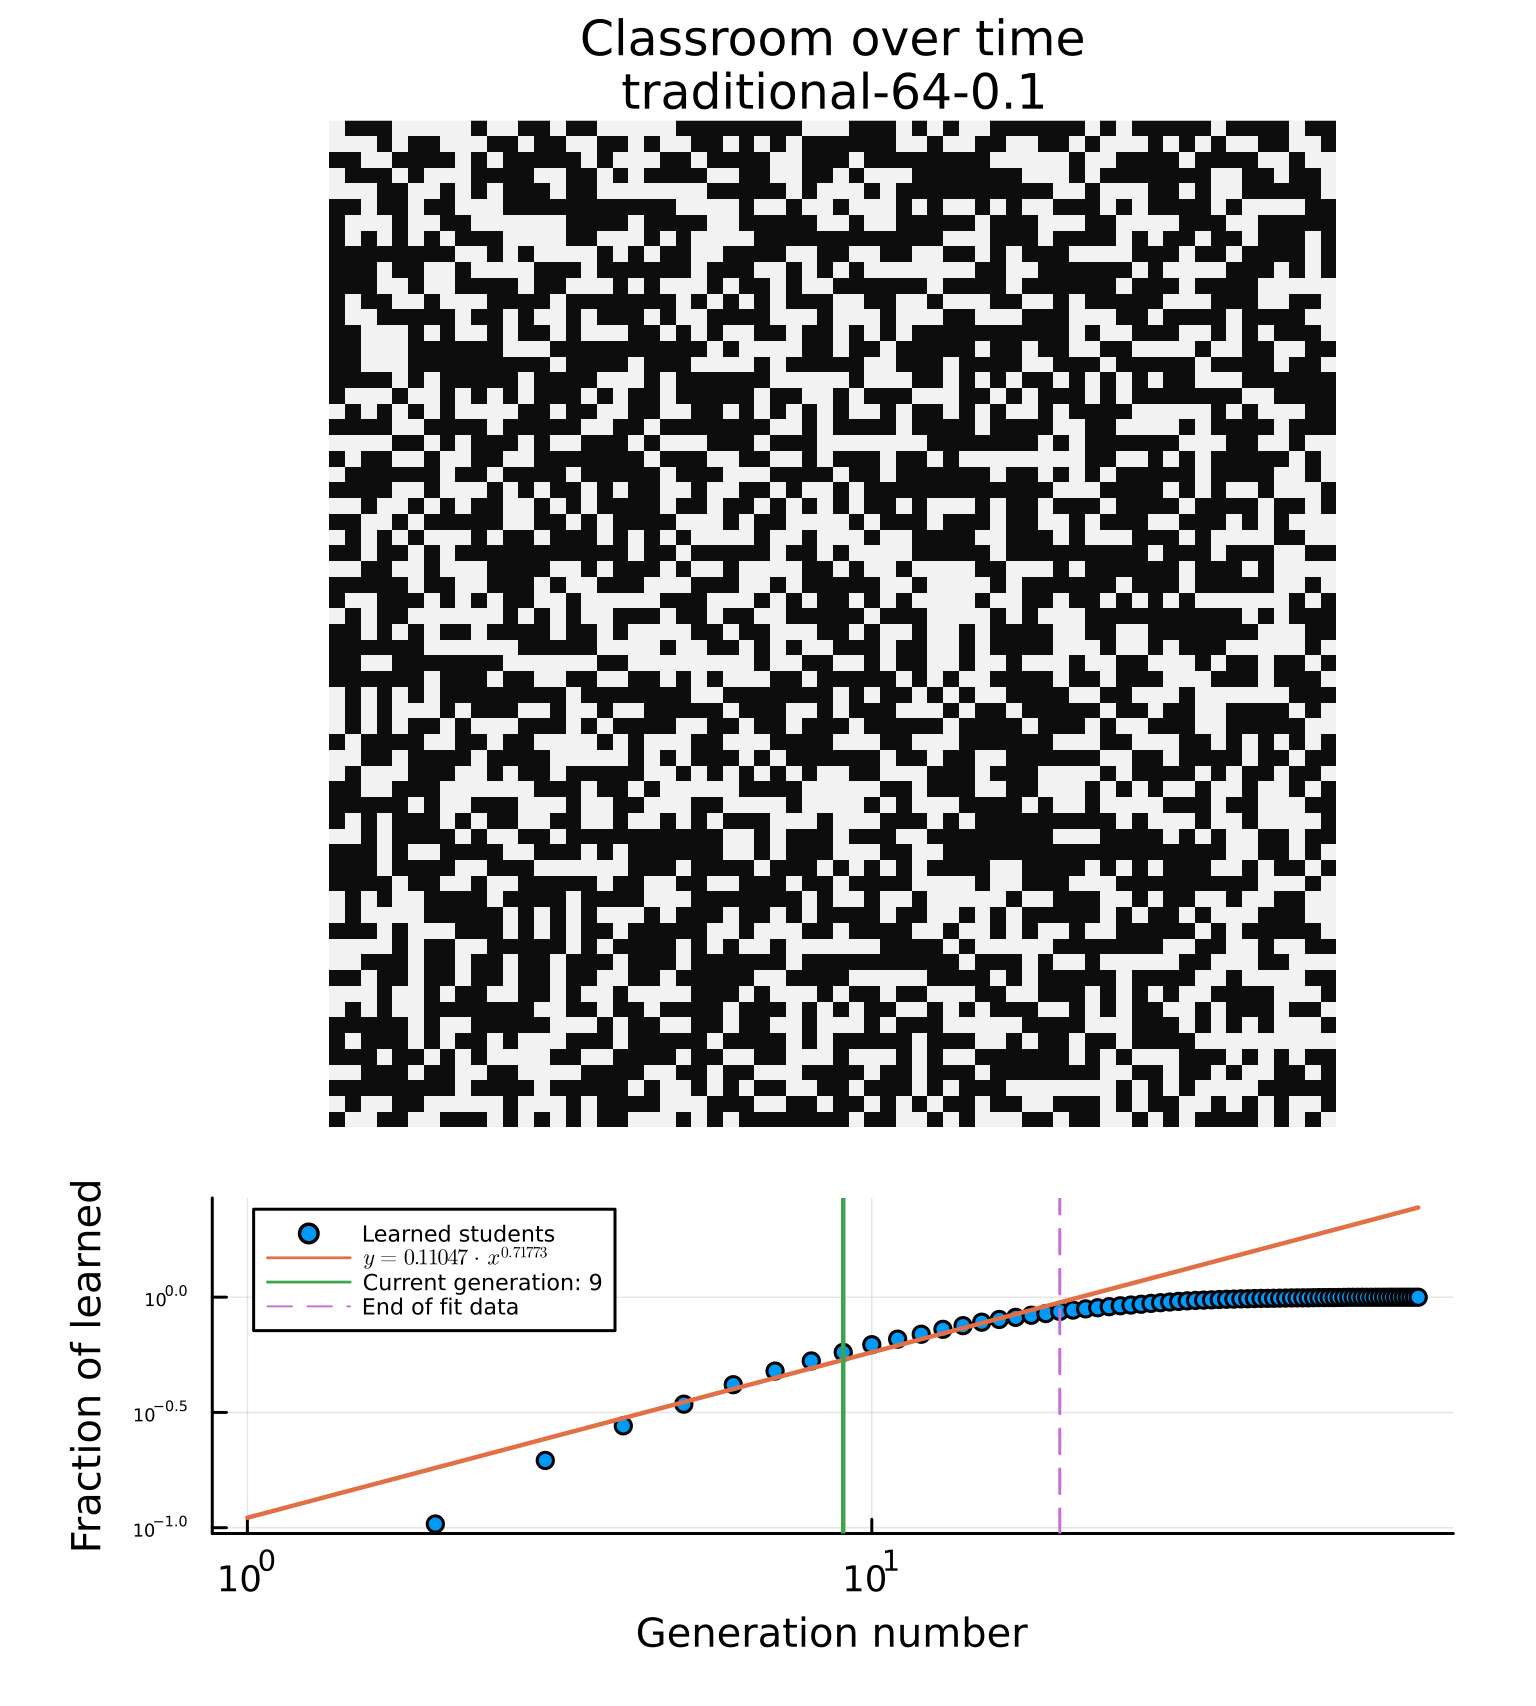 Classroom over time
traditional-64-0.1
Fraction of learned
Learned students
y = 0.11047 · x^0.71773
Current generation: 9
End of fit data
10^0.0
10^−0.5
10^−1.0
10^0
10^1
Generation number